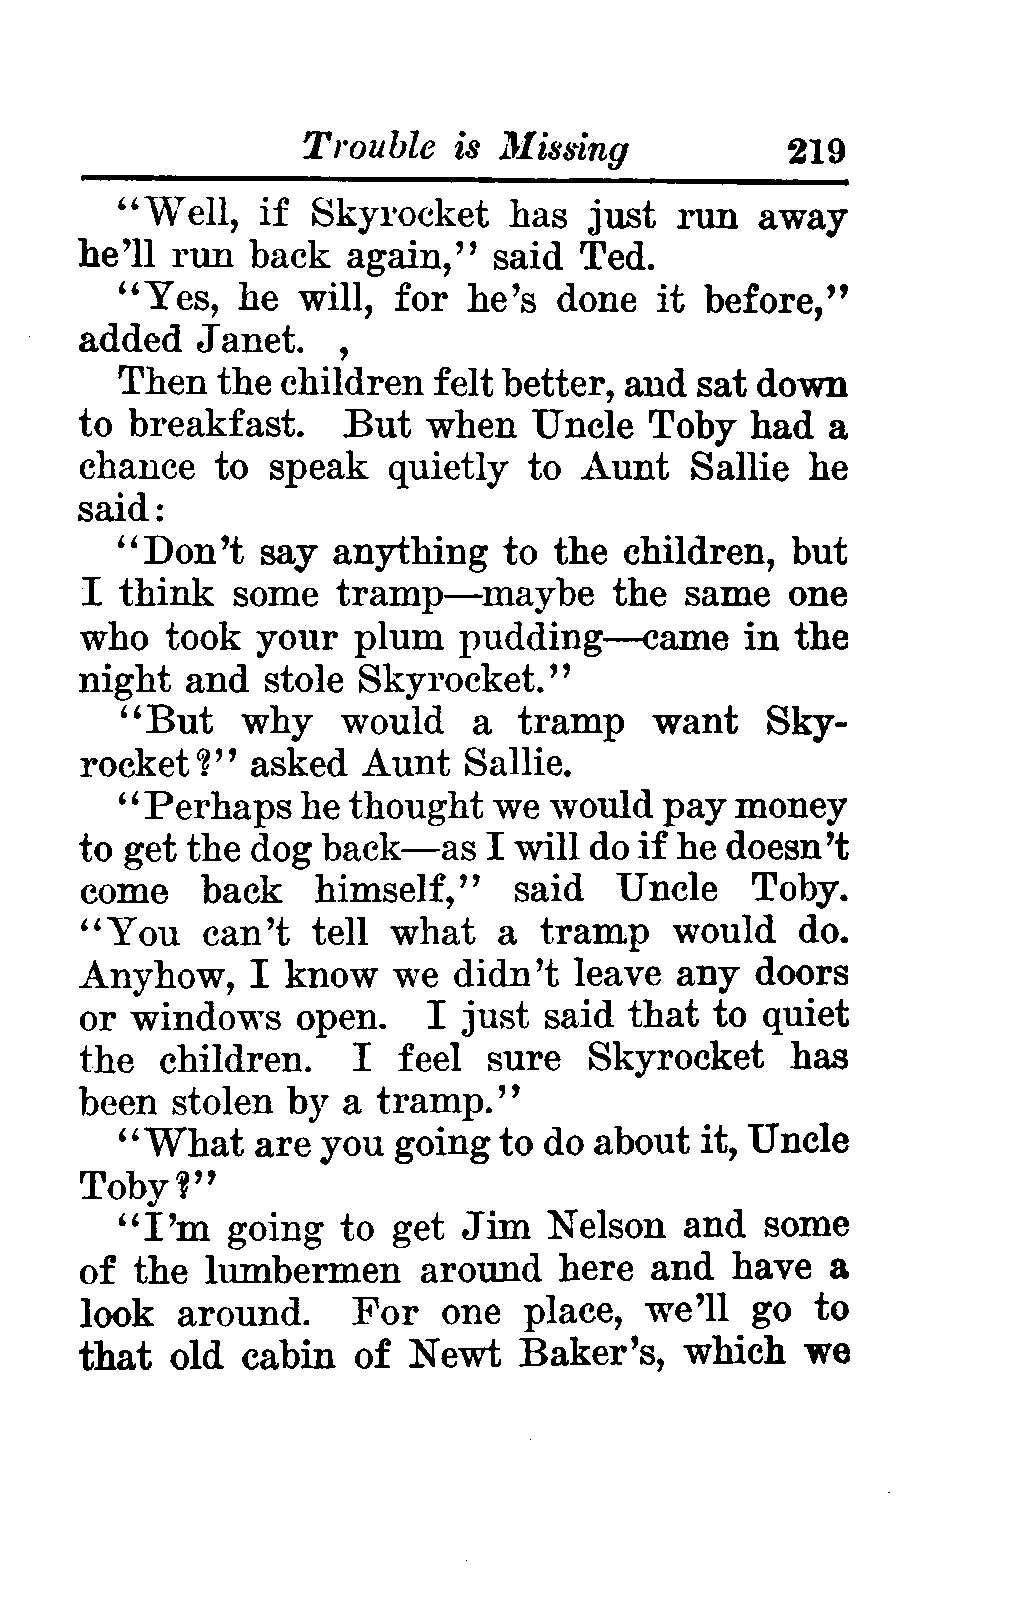 Trouble is Missing 219
“Well, if Skyrocket has just run away
he’ll run back again,” said Ted.
“Yes, he will, for he’s done it before,”
added Janet. ,
Then the children felt better, and sat down
to breakfast. But when Uncle Toby had a
chance to speak quietly to Aunt Sallie he
said:
“Don’t say anything to the children, but
I think some tramp—maybe the same one
who took your plum pudding—came in the
night and stole Skyrocket.”
“But why would a tramp want Sky-
rocket?” asked Aunt Sallie.
“Perhaps he thought we would pay money
to get the dog back—as I will do if he doesn’t
come back himself,” said Uncle Toby.
“You can’t tell what a tramp would do.
Anyhow, I know we didn’t leave any doors
or windows open. I just said that to quiet
the children. I feel sure Skyrocket has
been stolen by a tramp.”
“What are you going to do about it, Uncle
Toby?”
“I’m going to get Jim Nelson and some
of the lumbermen around here and have a
look around. For one place, we’ll go to
that old cabin of Newt Baker’s, which we